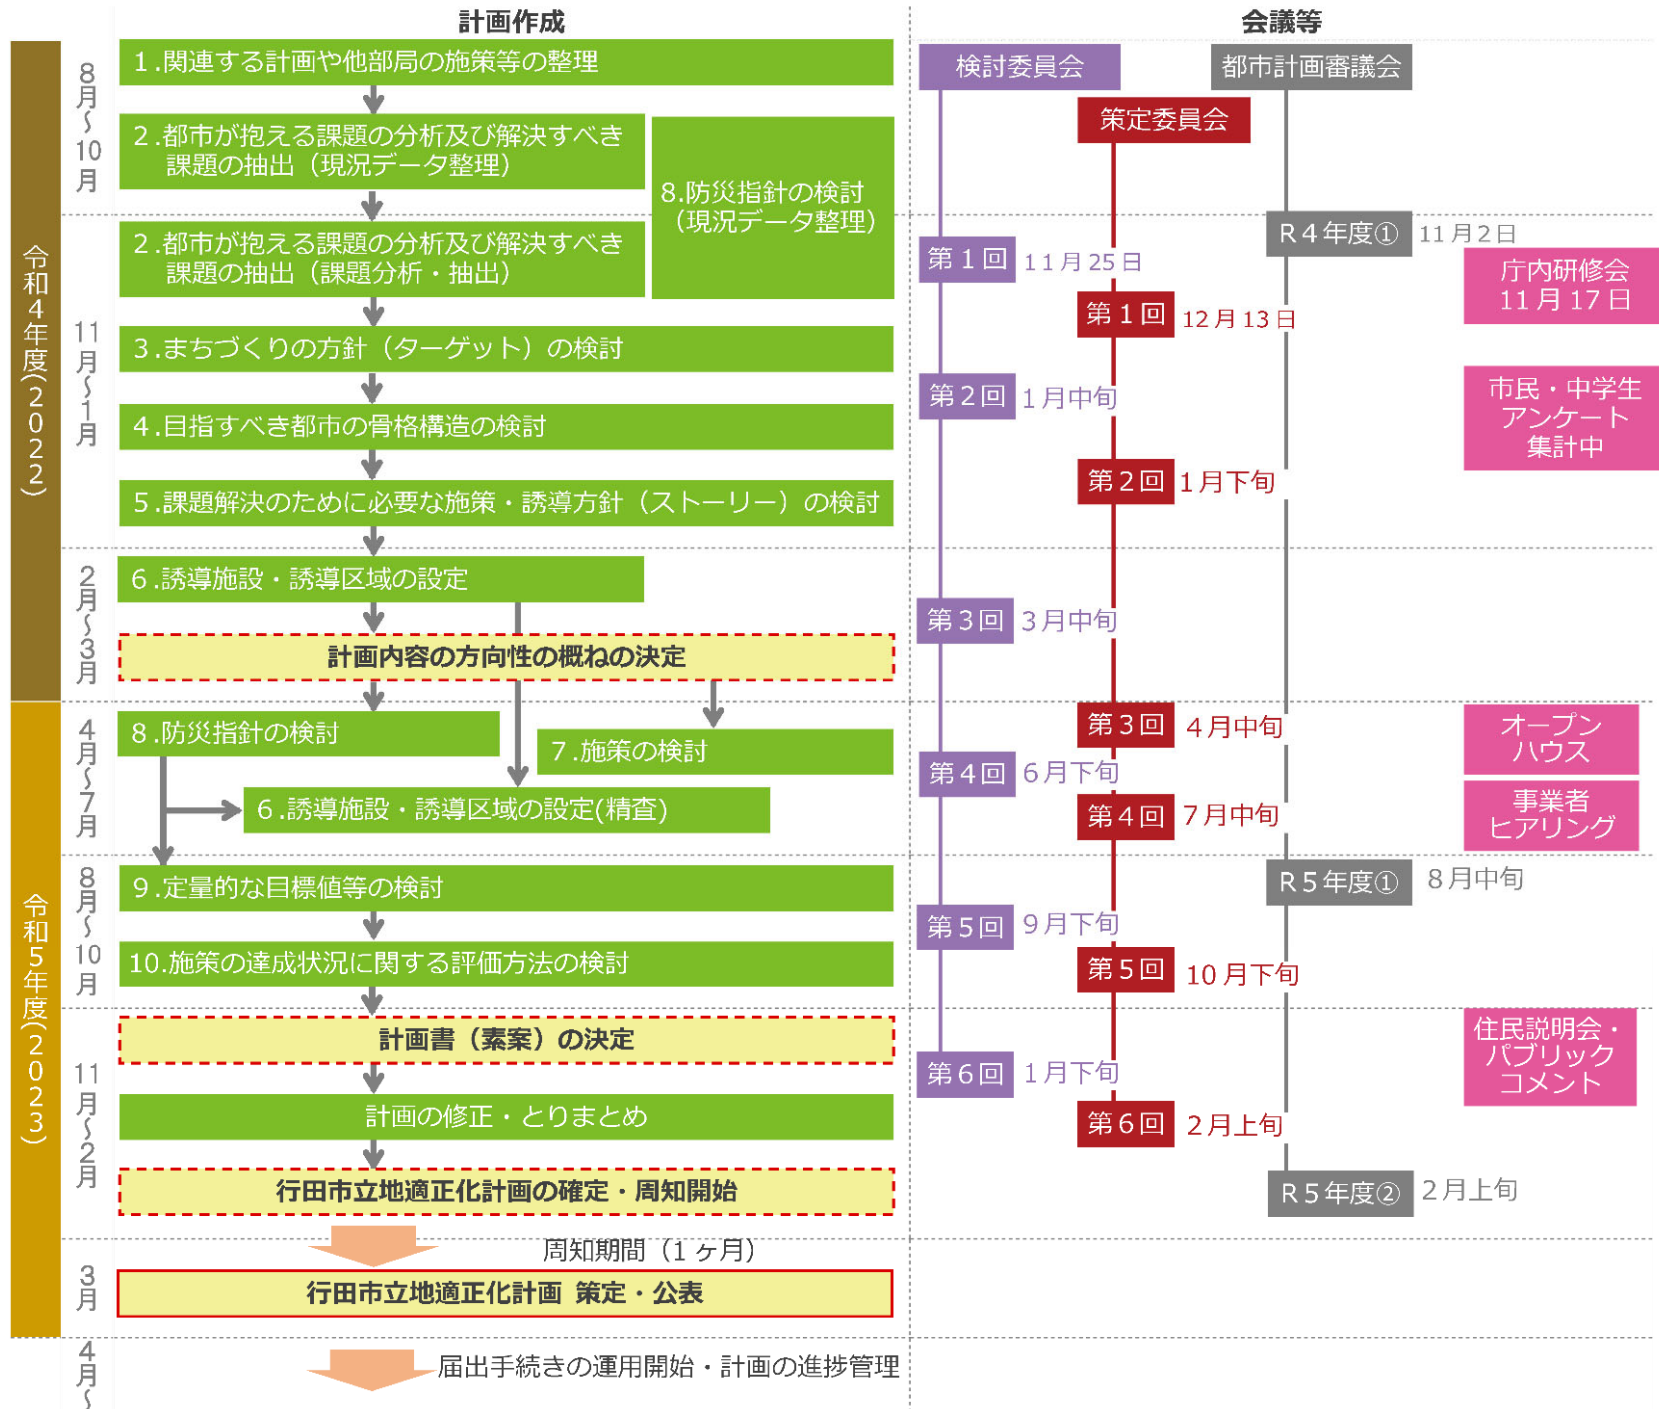 計画作成
会議等
令和4年度(2022)
令和5年度(2023)
8月～10月
11月～1月
2月～3月
4月～7月
8月～10月
11月～2月
3月
4月～
1.関連する計画や他部局の施策等の整理
2.都市が抱える課題の分析及び解決すべき
課題の抽出（現況データ整理）
8.防災指針の検討
（現況データ整理）
2.都市が抱える課題の分析及び解決すべき
課題の抽出（課題分析・抽出）
3.まちづくりの方針（ターゲット）の検討
4.目指すべき都市の骨格構造の検討
5.課題解決のために必要な施策・誘導方針（ストーリー）の検討
6.誘導施設・誘導区域の設定
計画内容の方向性の概ねの決定
8.防災指針の検討
7.施策の検討
6.誘導施設・誘導区域の設定(精査)
9.定量的な目標値等の検討
10.施策の達成状況に関する評価方法の検討
計画書（素案）の決定
計画の修正・とりまとめ
行田市立地適正化計画の確定・周知開始
周知期間（1ヶ月）
行田市立地適正化計画 策定・公表
届出手続きの運用開始・計画の進捗管理
検討委員会
第1回 11月25日
第2回 1月中旬
第3回 3月中旬
第4回 6月下旬
第5回 9月下旬
第6回 1月下旬
策定委員会
第1回 12月13日
第2回 1月下旬
第3回 4月中旬
第4回 7月中旬
第5回 10月下旬
第6回 2月上旬
都市計画審議会
R4年度① 11月2日
R5年度① 8月中旬
R5年度② 2月上旬
庁内研修会
11月17日
市民・中学生
アンケート
集計中
オープン
ハウス
事業者
ヒアリング
住民説明会・
パブリック
コメント